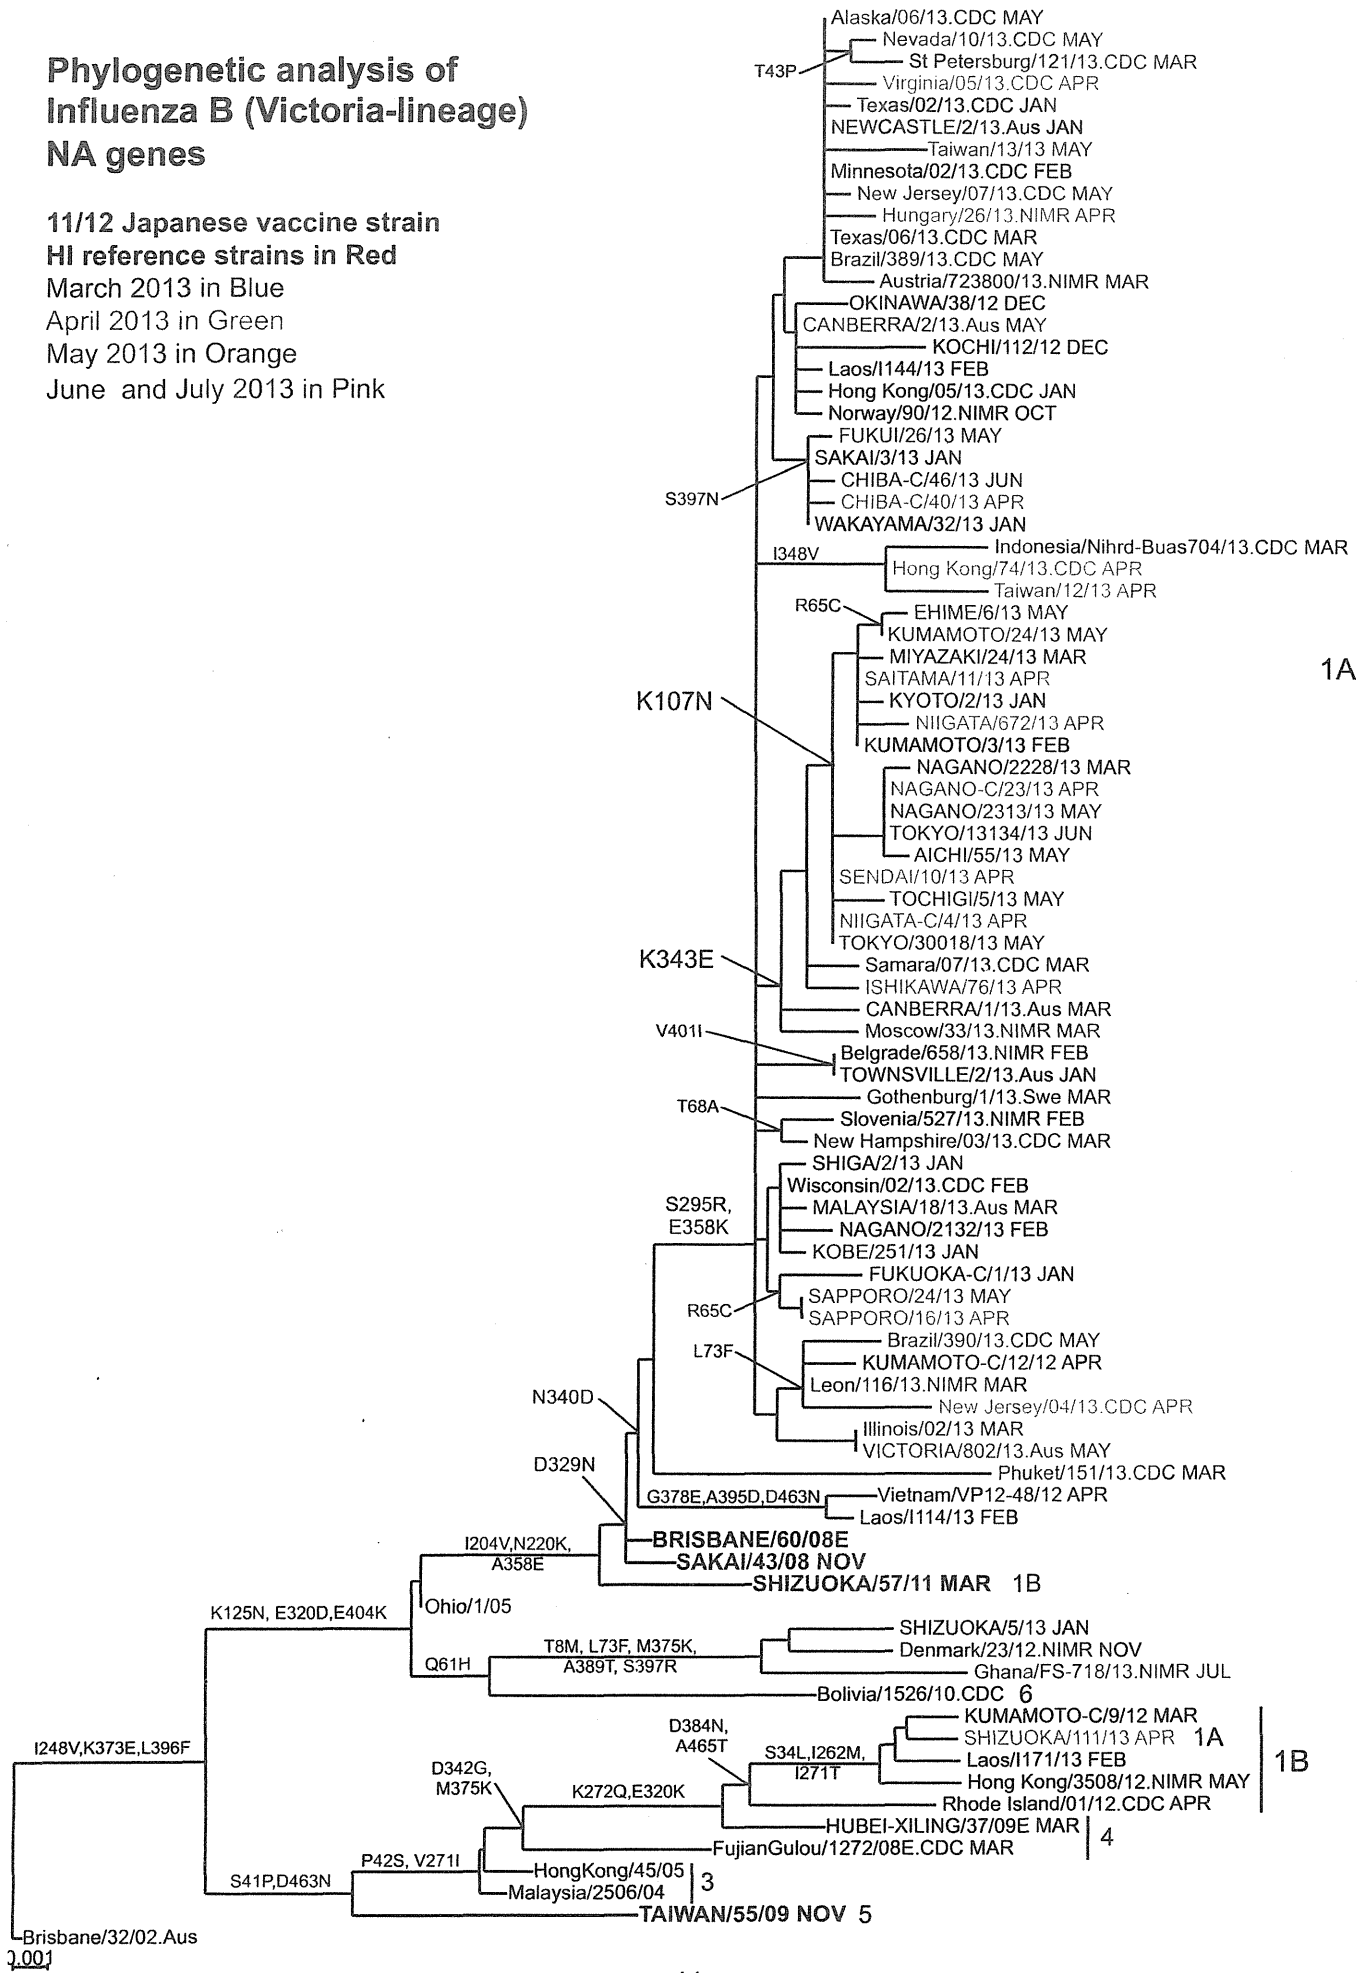 Phylogenetic analysis of
Influenza B (Victoria-lineage)
NA genes
11/12 Japanese vaccine strain
HI reference strains in Red
March 2013 in Blue
April 2013 in Green
May 2013 in Orange
June and July 2013 in Pink
Alaska/06/13.CDC MAY
Nevada/10/13.CDC MAY
St Petersburg/121/13.CDC MAR
T43P
Virginia/05/13.CDC APR
Texas/02/13.CDC JAN
NEWCASTLE/2/13.Aus JAN
Taiwan/13/13 MAY
Minnesota/02/13.CDC FEB
New Jersey/07/13.CDC MAY
Hungary/26/13.NIMR APR
Texas/06/13.CDC MAR
Brazil/389/13.CDC MAY
Austria/723800/13.NIMR MAR
OKINAWA/38/12 DEC
CANBERRA/2/13.Aus MAY
KOCHI/112/12 DEC
Laos/I144/13 FEB
Hong Kong/05/13.CDC JAN
Norway/90/12.NIMR OCT
FUKUI/26/13 MAY
SAKAI/3/13 JAN
CHIBA-C/46/13 JUN
S397N
CHIBA-C/40/13 APR
WAKAYAMA/32/13 JAN
Indonesia/Nihrd-Buas704/13.CDC MAR
I348V
Hong Kong/74/13.CDC APR
Taiwan/12/13 APR
R65C
EHIME/6/13 MAY
KUMAMOTO/24/13 MAY
MIYAZAKI/24/13 MAR
1A
SAITAMA/11/13 APR
K107N
KYOTO/2/13 JAN
NIIGATA/672/13 APR
KUMAMOTO/3/13 FEB
NAGANO/2228/13 MAR
NAGANO-C/23/13 APR
NAGANO/2313/13 MAY
TOKYO/13134/13 JUN
AICHI/55/13 MAY
SENDAI/10/13 APR
TOCHIGI/5/13 MAY
NIIGATA-C/4/13 APR
TOKYO/30018/13 MAY
K343E
Samara/07/13.CDC MAR
ISHIKAWA/76/13 APR
CANBERRA/1/13.Aus MAR
V401I
Moscow/33/13.NIMR MAR
Belgrade/658/13.NIMR FEB
TOWNSVILLE/2/13.Aus JAN
Gothenburg/1/13.Swe MAR
T68A
Slovenia/527/13.NIMR FEB
New Hampshire/03/13.CDC MAR
SHIGA/2/13 JAN
Wisconsin/02/13.CDC FEB
S295R,
E358K
MALAYSIA/18/13.Aus MAR
NAGANO/2132/13 FEB
KOBE/251/13 JAN
FUKUOKA-C/1/13 JAN
SAPPORO/24/13 MAY
R65C
SAPPORO/16/13 APR
Brazil/390/13.CDC MAY
L73F
KUMAMOTO-C/12/12 APR
Leon/116/13.NIMR MAR
N340D
New Jersey/04/13.CDC APR
Illinois/02/13 MAR
VICTORIA/802/13.Aus MAY
D329N
Phuket/151/13.CDC MAR
G378E,A395D,D463N
Vietnam/VP12-48/12 APR
Laos/I114/13 FEB
BRISBANE/60/08E
I204V,N220K,
A358E
SAKAI/43/08 NOV
SHIZUOKA/57/11 MAR 1B
Ohio/1/05
K125N, E320D,E404K
SHIZUOKA/5/13 JAN
T8M, L73F, M375K,
A389T, S397R
Denmark/23/12.NIMR NOV
Q61H
Ghana/FS-718/13.NIMR JUL
Bolivia/1526/10.CDC 6
KUMAMOTO-C/9/12 MAR
D384N,
A465T
SHIZUOKA/111/13 APR 1A
I248V,K373E,L396F
S34L,I262M,
I271T
Laos/I171/13 FEB
1B
D342G,
M375K
Hong Kong/3508/12.NIMR MAY
K272Q,E320K
Rhode Island/01/12.CDC APR
HUBEI-XILING/37/09E MAR
4
FujianGulou/1272/08E.CDC MAR
P42S, V271I
HongKong/45/05
3
S41P,D463N
Malaysia/2506/04
TAIWAN/55/09 NOV 5
Brisbane/32/02.Aus
0.001